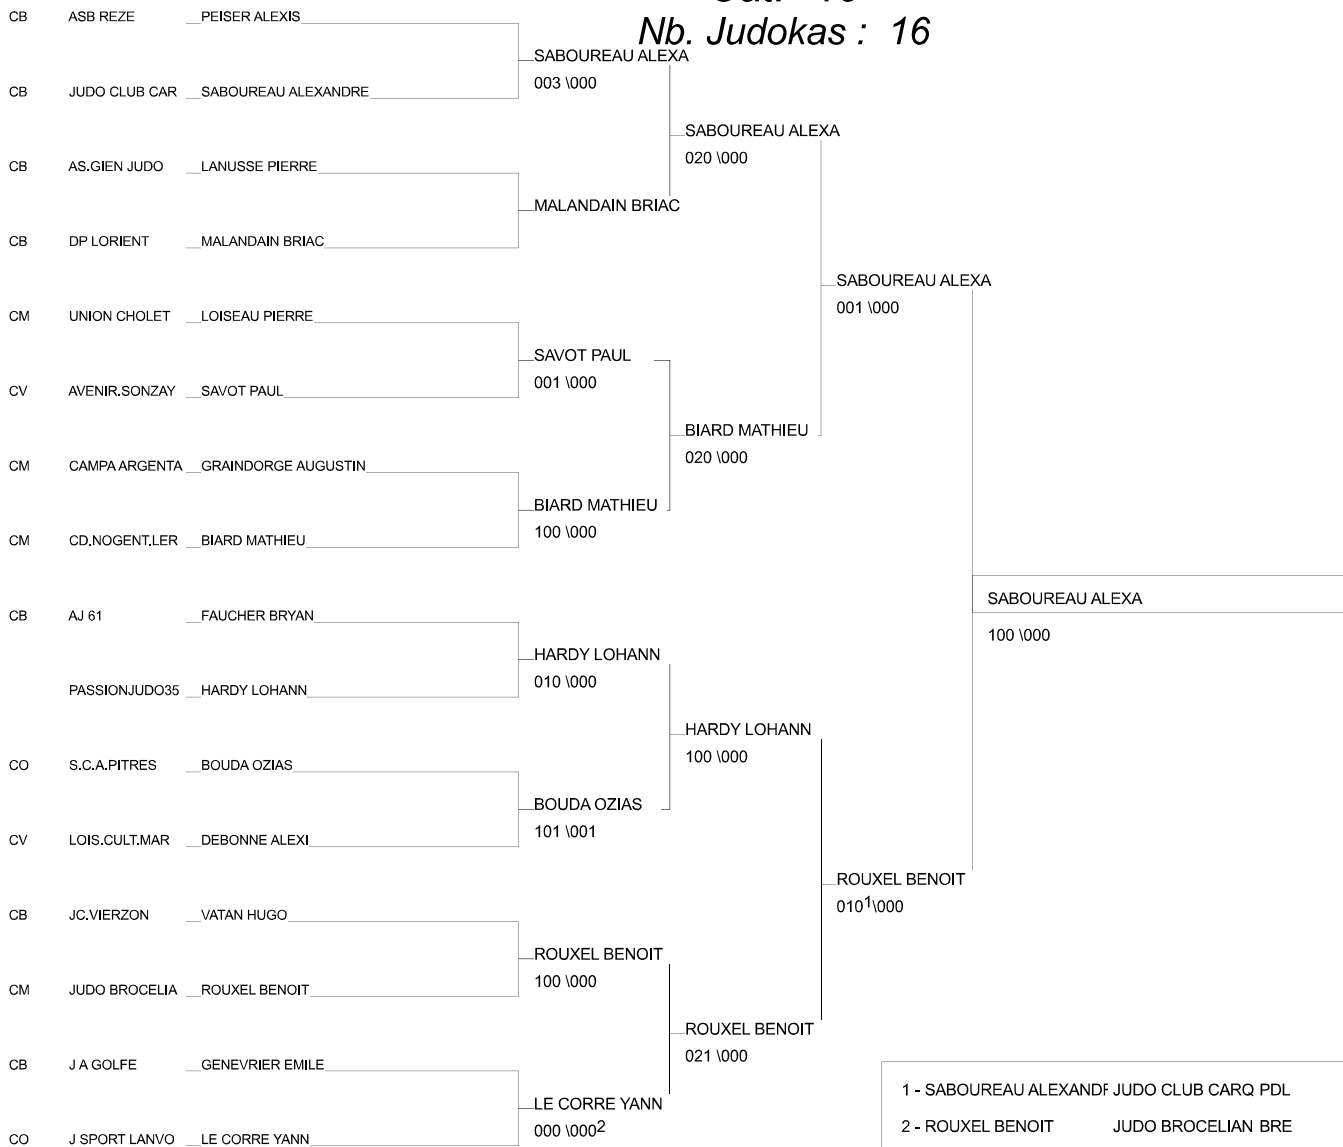 Nb. Judokas : 16
CB ASB REZE PEISER ALEXIS
SABOUREAU ALEXA
003 \000
CB JUDO CLUB CAR SABOUREAU ALEXANDRE
SABOUREAU ALEXA
020 \000
CB AS.GIEN JUDO LANUSSE PIERRE
MALANDAIN BRIAC
CB DP LORIENT MALANDAIN BRIAC
SABOUREAU ALEXA
001 \000
CM UNION CHOLET LOISEAU PIERRE
SAVOT PAUL
001 \000
CV AVENIR.SONZAY SAVOT PAUL
BIARD MATHIEU
020 \000
CM CAMPA ARGENTA GRAINDORGE AUGUSTIN
BIARD MATHIEU
100 \000
CM CD.NOGENT.LER BIARD MATHIEU
SABOUREAU ALEXA
100 \000
CB AJ 61 FAUCHER BRYAN
HARDY LOHANN
010 \000
PASSIONJUDO35 HARDY LOHANN
HARDY LOHANN
100 \000
CO S.C.A.PITRES BOUDA OZIAS
BOUDA OZIAS
101 \001
CV LOIS.CULT.MAR DEBONNE ALEXI
ROUXEL BENOIT
010¹\000
CB JC.VIERZON VATAN HUGO
ROUXEL BENOIT
100 \000
CM JUDO BROCELIA ROUXEL BENOIT
ROUXEL BENOIT
021 \000
CB J A GOLFE GENEVRIER EMILE
LE CORRE YANN
000 \000²
CO J SPORT LANVO LE CORRE YANN
1 - SABOUREAU ALEXANDR JUDO CLUB CARQ PDL
2 - ROUXEL BENOIT JUDO BROCELIAN BRE